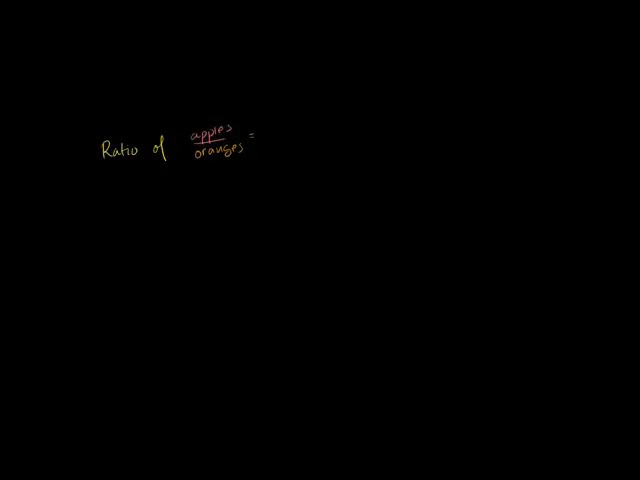 Ratio of apples/oranges =